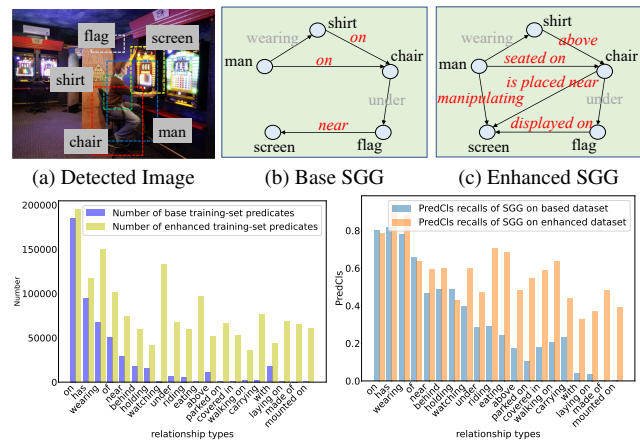 flag
screen
shirt
chair
man
(a) Detected Image
shirt
wearing
on
man
on
chair
under
near
screen
flag
(b) Base SGG
shirt
wearing
above
man
seated on
chair
is placed near
manipulating
under
displayed on
screen
flag
(c) Enhanced SGG
Number of base training-set predicates
Number of enhanced training-set predicates
200000
150000
100000
50000
0
Number
on
has
wearing
of
near
behind
holding
watching
under
riding
eating
above
parked on
covered in
walking on
carrying
with
laying on
made of
mounted on
relationship types
PredCls recalls of SGG on based dataset
PredCls recalls of SGG on enhanced dataset
0.8
0.6
0.4
0.2
0.0
PredCls
on
has
wearing
of
near
behind
holding
watching
under
riding
eating
above
parked on
covered in
walking on
carrying
with
laying on
made of
mounted on
relationship types